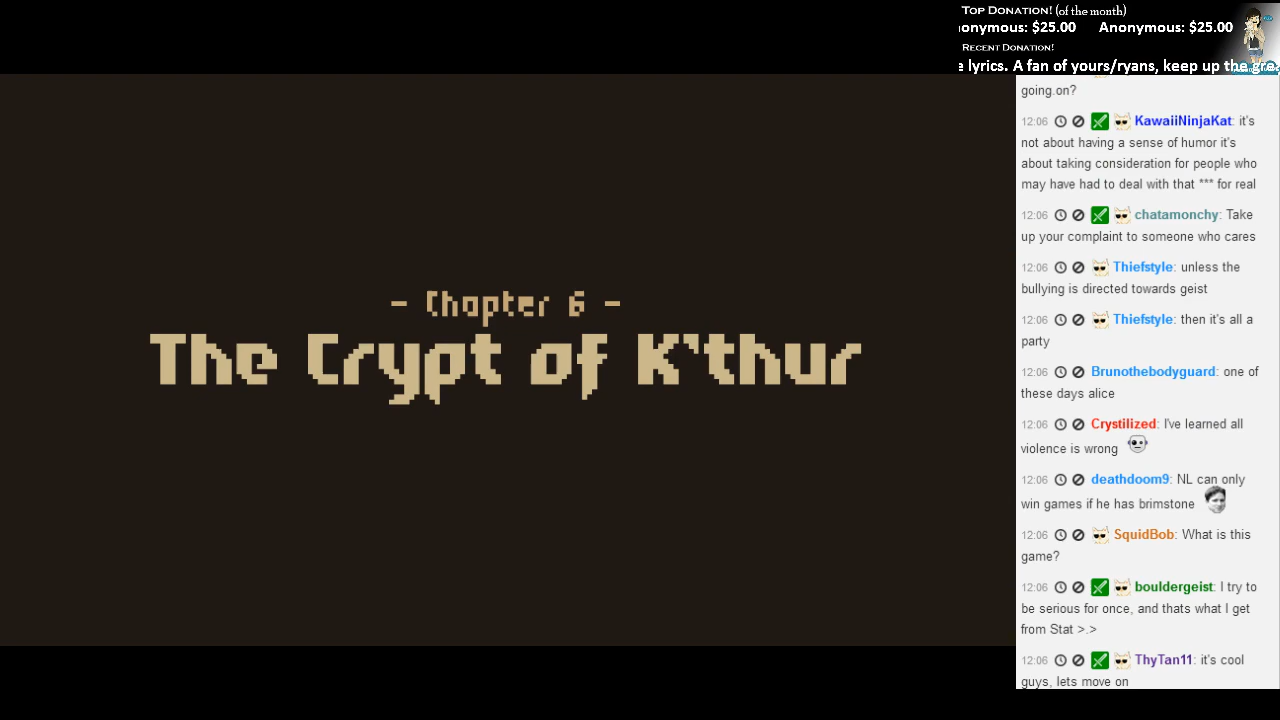 Top Donation! (of the month)
onymous: $25.00 Anonymous: $25.00
Recent Donation!
e lyrics. A fan of yours/ryans, keep up the gre
- Chapter 6 -
The Crypt of K'thur
going.on?
12:06 KawaiiNinjaKat: it's
not about having a sense of humor it's
about taking consideration for people who
may have had to deal with that *** for real
12:06 chatamonchy: Take
up your complaint to someone who cares
12:06 Thiefstyle: unless the
bullying is directed towards geist
12:06 Thiefstyle: then it's all a
party
12:06 Brunothebodyguard: one of
these days alice
12:06 Crystilized: I've learned all
violence is wrong
12:06 deathdoom9: NL can only
win games if he has brimstone
12:06 SquidBob: What is this
game?
12:06 bouldergeist: I try to
be serious for once, and thats what I get
from Stat >.>
12:06 ThyTan11: it's cool
guys, lets move on